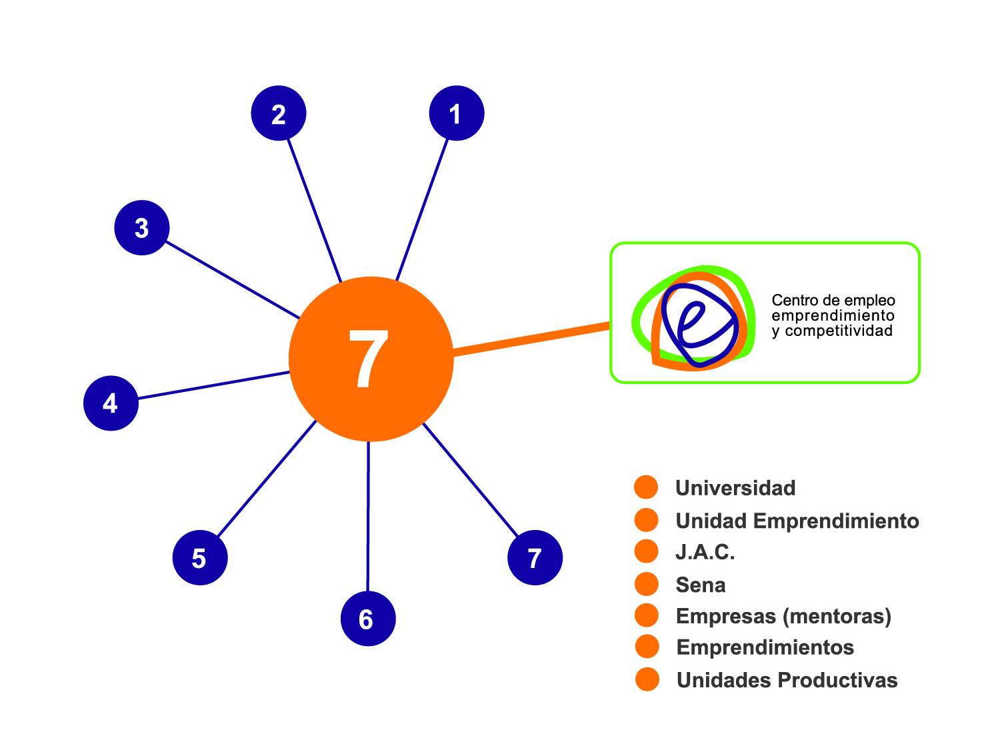 2
1
3
7
4
5
6
7
Centro de empleo
emprendimiento
y competitividad
Universidad
Unidad Emprendimiento
J.A.C.
Sena
Empresas (mentoras)
Emprendimientos
Unidades Productivas